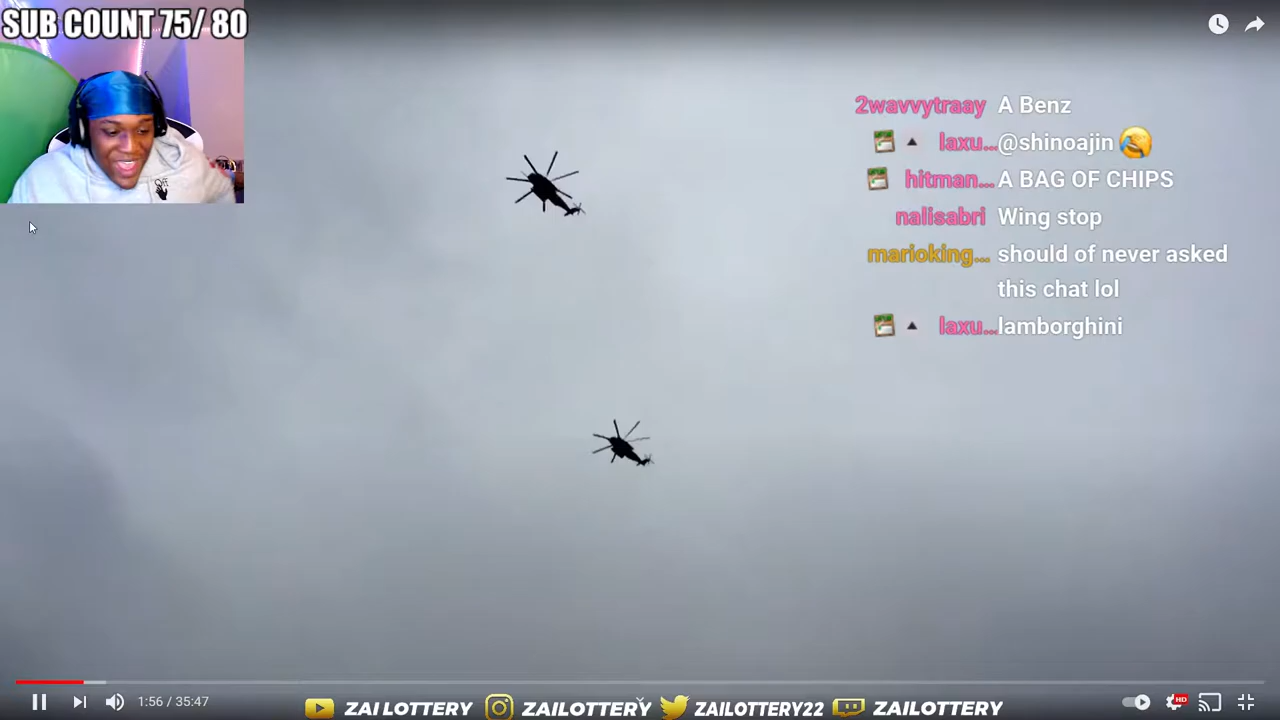 SUB COUNT 75/ 80
2wavvytraay A Benz
laxu... @shinoajin
hitman... A BAG OF CHIPS
nalisabri Wing stop
marioking... should of never asked
this chat lol
laxu... lamborghini
1:56 / 35:47
HD
ZAI LOTTERY ZAILOTTERY ZAILOTTERY22 ZAILOTTERY